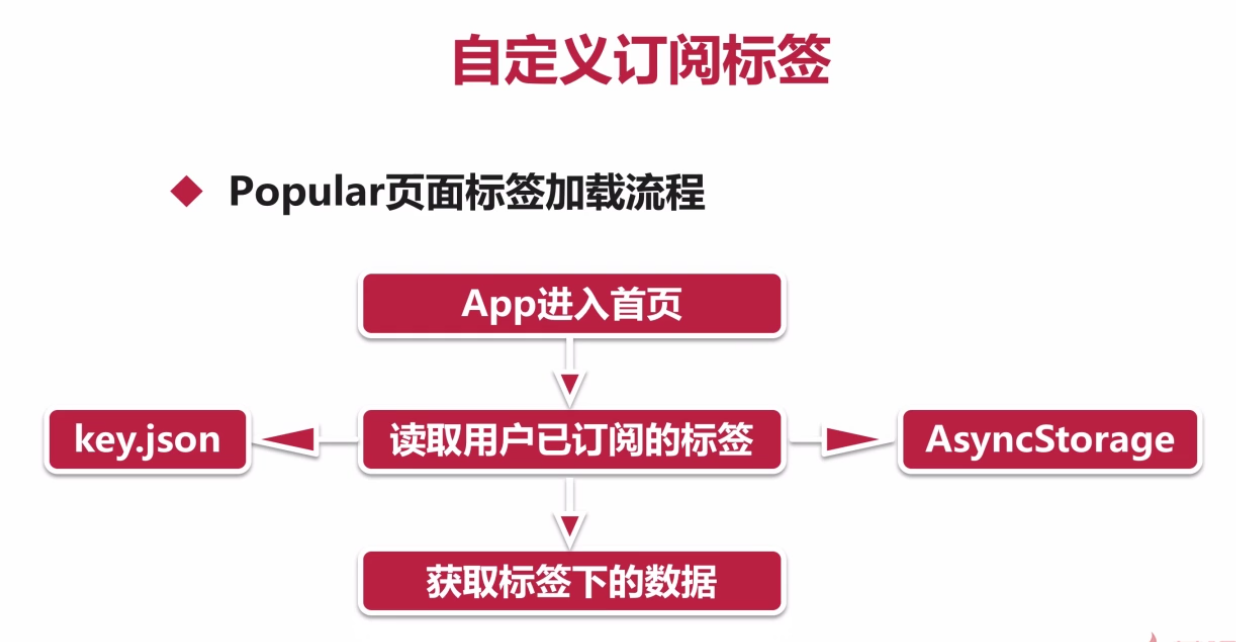 自定义订阅标签
Popular页面标签加载流程
App进入首页
key.json
读取用户已订阅的标签
AsyncStorage
获取标签下的数据